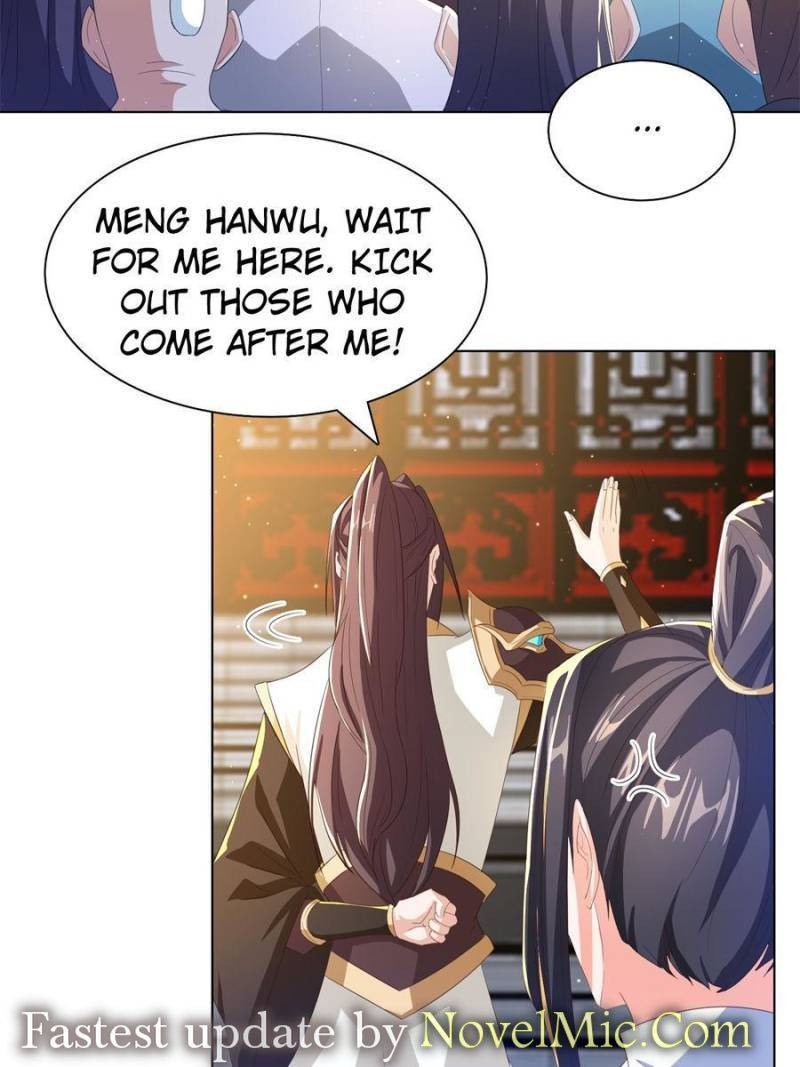 ...
MENG HANWU, WAIT
FOR ME HERE. KICK
OUT THOSE WHO
COME AFTER ME!
Fastest update by NovelMic.Com